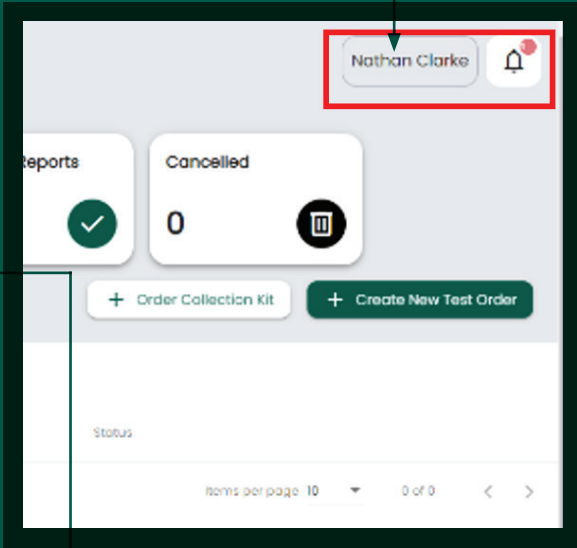 Nathan Clarke
Reports
Cancelled
0
+ Order Collection Kit
+ Create New Test Order
Status
Items per page 10
0 of 0